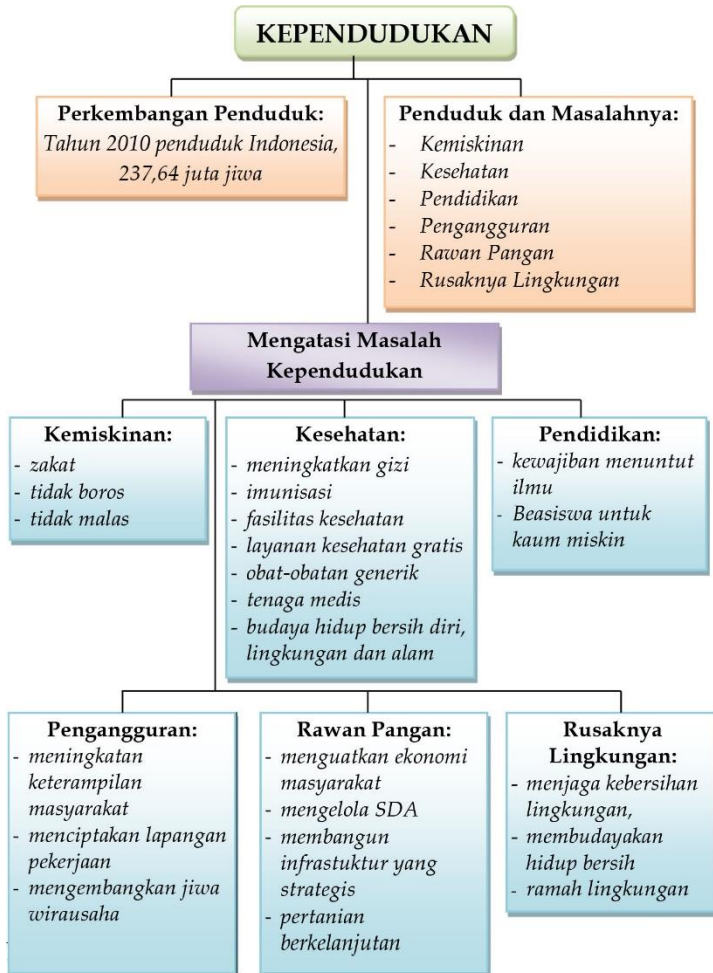 KEPENDUDUKAN
Perkembangan Penduduk:
Tahun 2010 penduduk Indonesia,
237,64 juta jiwa
Penduduk dan Masalahnya:
- Kemiskinan
- Kesehatan
- Pendidikan
- Pengangguran
- Rawan Pangan
- Rusaknya Lingkungan
Mengatasi Masalah
Kependudukan
Kemiskinan:
- zakat
- tidak boros
- tidak malas
Kesehatan:
- meningkatkan gizi
- imunisasi
- fasilitas kesehatan
- layanan kesehatan gratis
- obat-obatan generik
- tenaga medis
- budaya hidup bersih diri,
lingkungan dan alam
Pendidikan:
- kewajiban menuntut
ilmu
- Beasiswa untuk
kaum miskin
Pengangguran:
- meningkatan
keterampilan
masyarakat
- menciptakan lapangan
pekerjaan
- mengembangkan jiwa
wirausaha
Rawan Pangan:
- menguatkan ekonomi
masyarakat
- mengelola SDA
- membangun
infrastuktur yang
strategis
- pertanian
berkelanjutan
Rusaknya
Lingkungan:
- menjaga kebersihan
lingkungan,
- membudayakan
hidup bersih
- ramah lingkungan